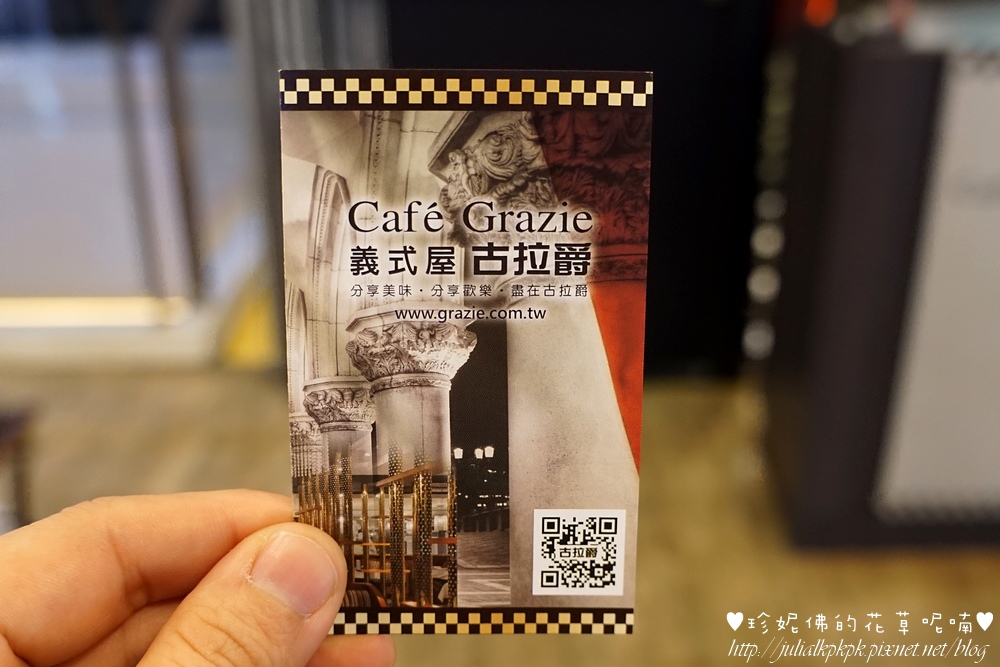 Café Grazie
義式屋 古拉爵
分享美味・分享歡樂・盡在古拉爵
www.grazie.com.tw
古拉爵
♥珍妮佛的花草呢喃♥
http://julialkpkpk.pixnet.net/blog